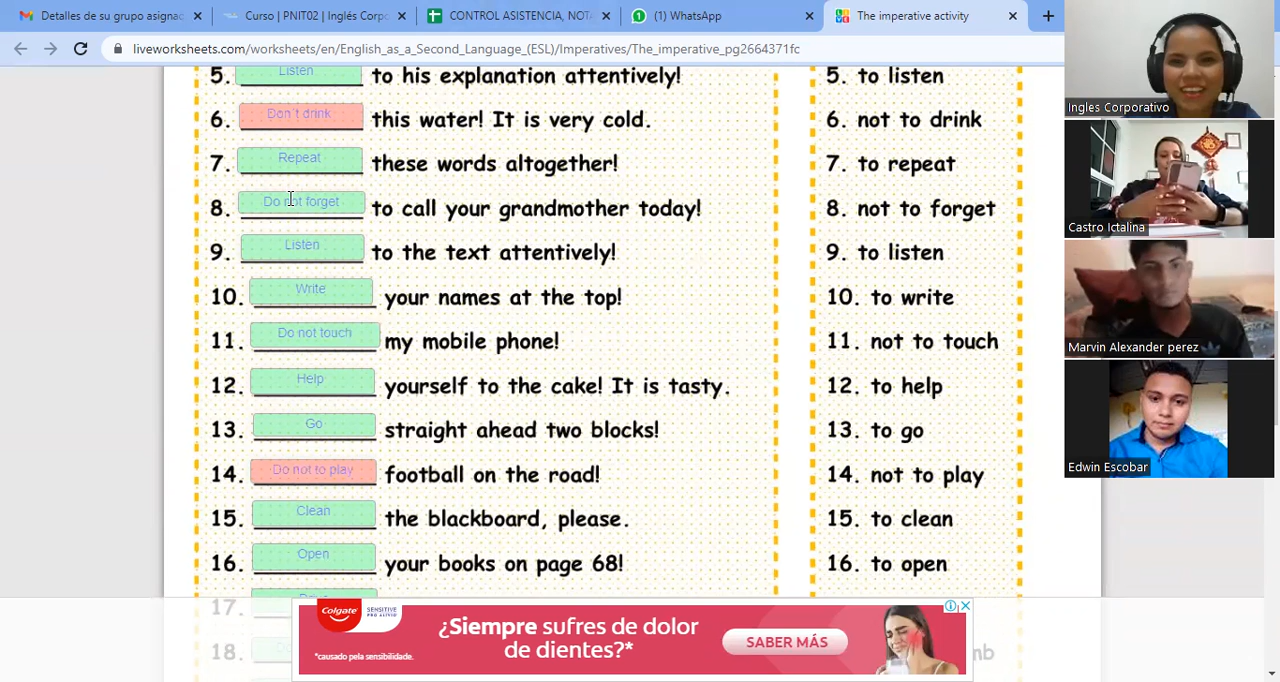 Detalles de su grupo asignac
Curso | PNIT02 | Inglés Corp
CONTROL ASISTENCIA, NOTA
(1) WhatsApp
The imperative activity
liveworksheets.com/worksheets/en/English_as_a_Second_Language_(ESL)/Imperatives/The_imperative_pg2664371fc
5. Listen to his explanation attentively! 5. to listen
6. Don´t drink this water! It is very cold. 6. not to drink
7. Repeat these words altogether! 7. to repeat
8. Do not forget to call your grandmother today! 8. not to forget
9. Listen to the text attentively! 9. to listen
10. Write your names at the top! 10. to write
11. Do not touch my mobile phone! 11. not to touch
12. Help yourself to the cake! It is tasty. 12. to help
13. Go straight ahead two blocks! 13. to go
14. Do not to play football on the road! 14. not to play
15. Clean the blackboard, please. 15. to clean
16. Open your books on page 68! 16. to open
17.
18.
Colgate SENSITIVE PRO ALIVIO
*causado pela sensibilidade.
¿Siempre sufres de dolor
de dientes?*
SABER MÁS
Ingles Corporativo
Castro Ictalina
Marvin Alexander perez
Edwin Escobar